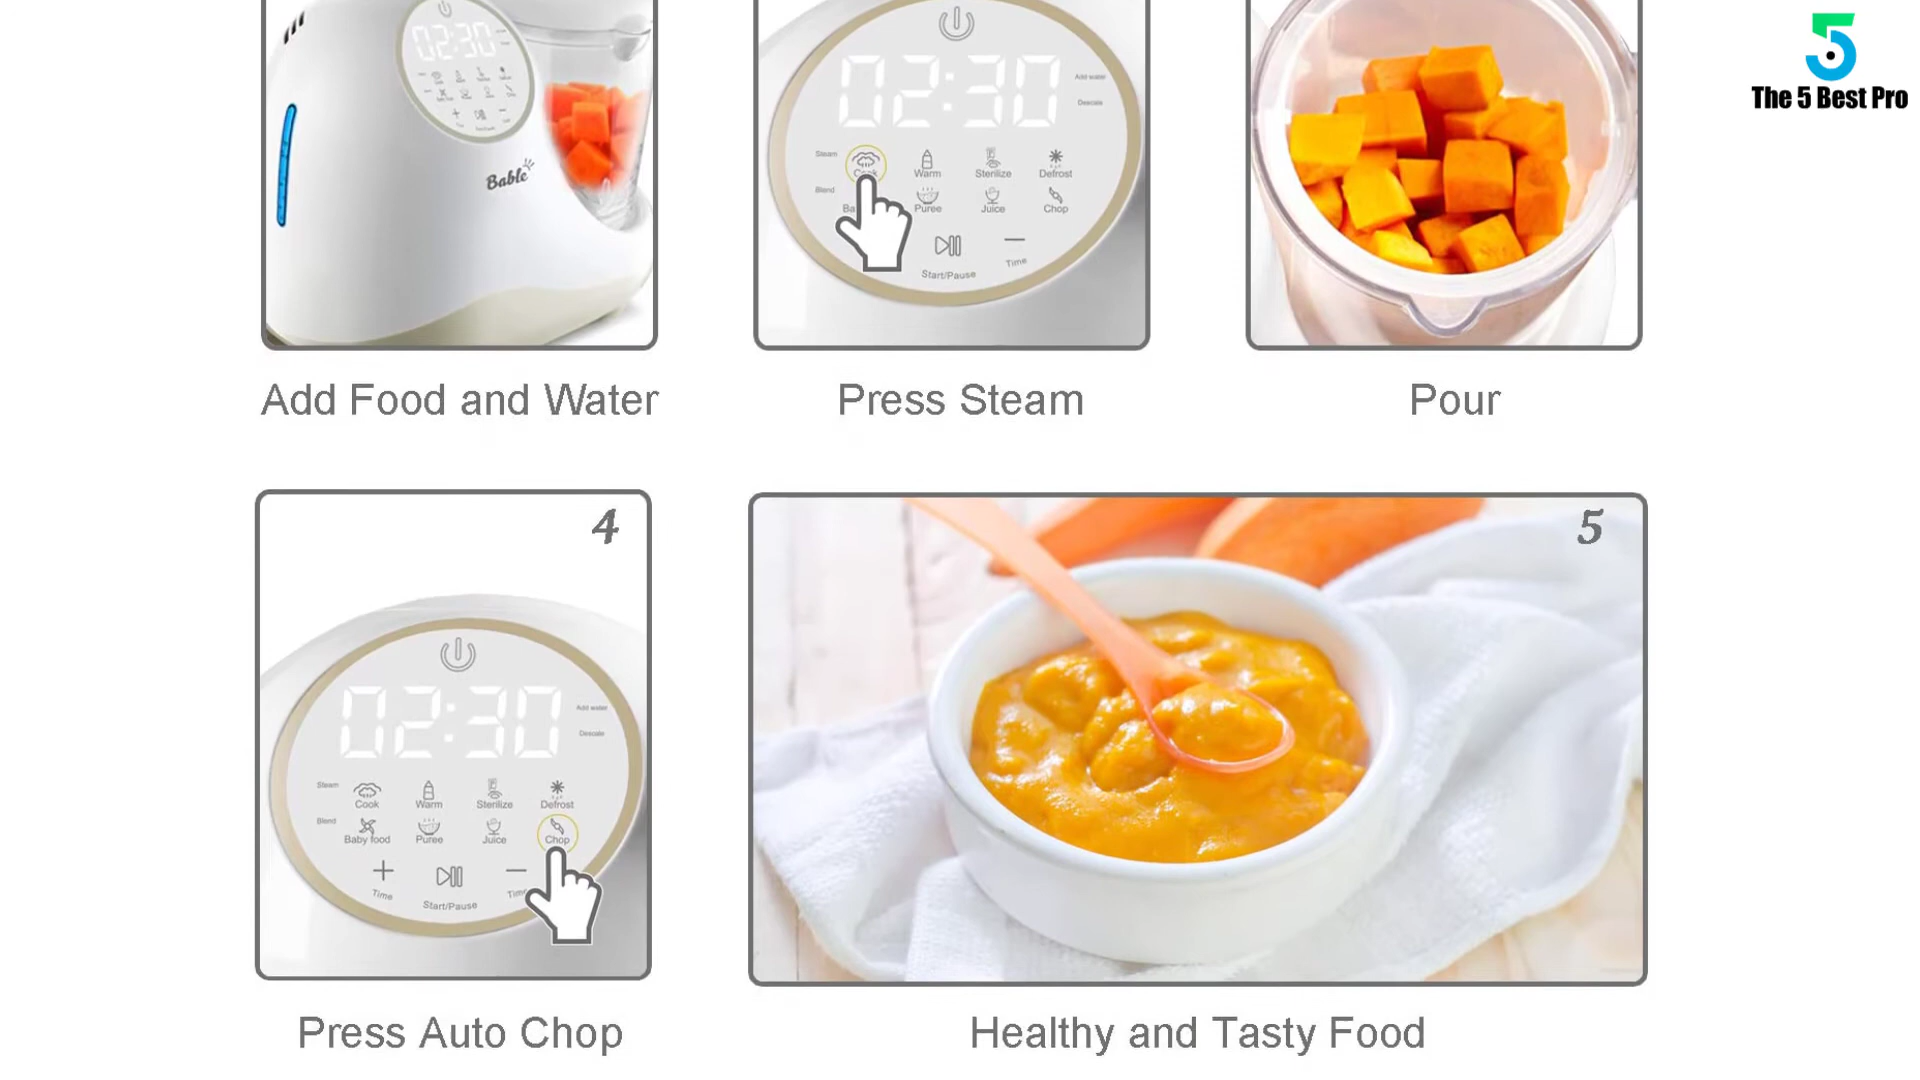 02:30
Bable
02:30
Add water
Descale
Steam
Cook
Warm
Sterilize
Defrost
Blend
Ba
Puree
Juice
Chop
Start/Pause
Time
5
The 5 Best Pro
Add Food and Water
Press Steam
Pour
4
02:30
Add water
Descale
Steam
Cook
Warm
Sterilize
Defrost
Blend
Baby food
Puree
Juice
Chop
Time
Start/Pause
Time
5
Press Auto Chop
Healthy and Tasty Food